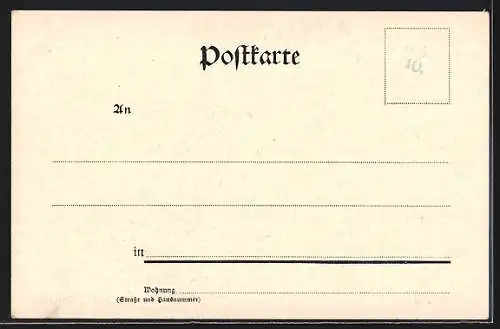 Postkarte
10.
An
in
Wohnung
(Straße und Hausnummer)